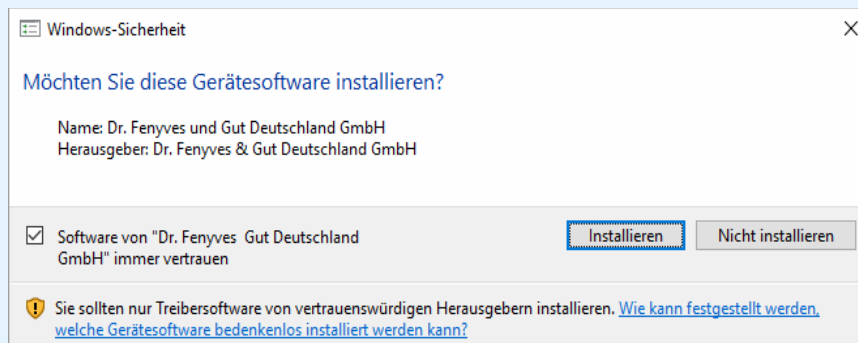 Windows-Sicherheit
Möchten Sie diese Gerätesoftware installieren?
Name: Dr. Fenyves und Gut Deutschland GmbH
Herausgeber: Dr. Fenyves & Gut Deutschland GmbH
Software von "Dr. Fenyves  Gut Deutschland
GmbH" immer vertrauen
Installieren
Nicht installieren
Sie sollten nur Treibersoftware von vertrauenswürdigen Herausgebern installieren. Wie kann festgestellt werden,
welche Gerätesoftware bedenkenlos installiert werden kann?